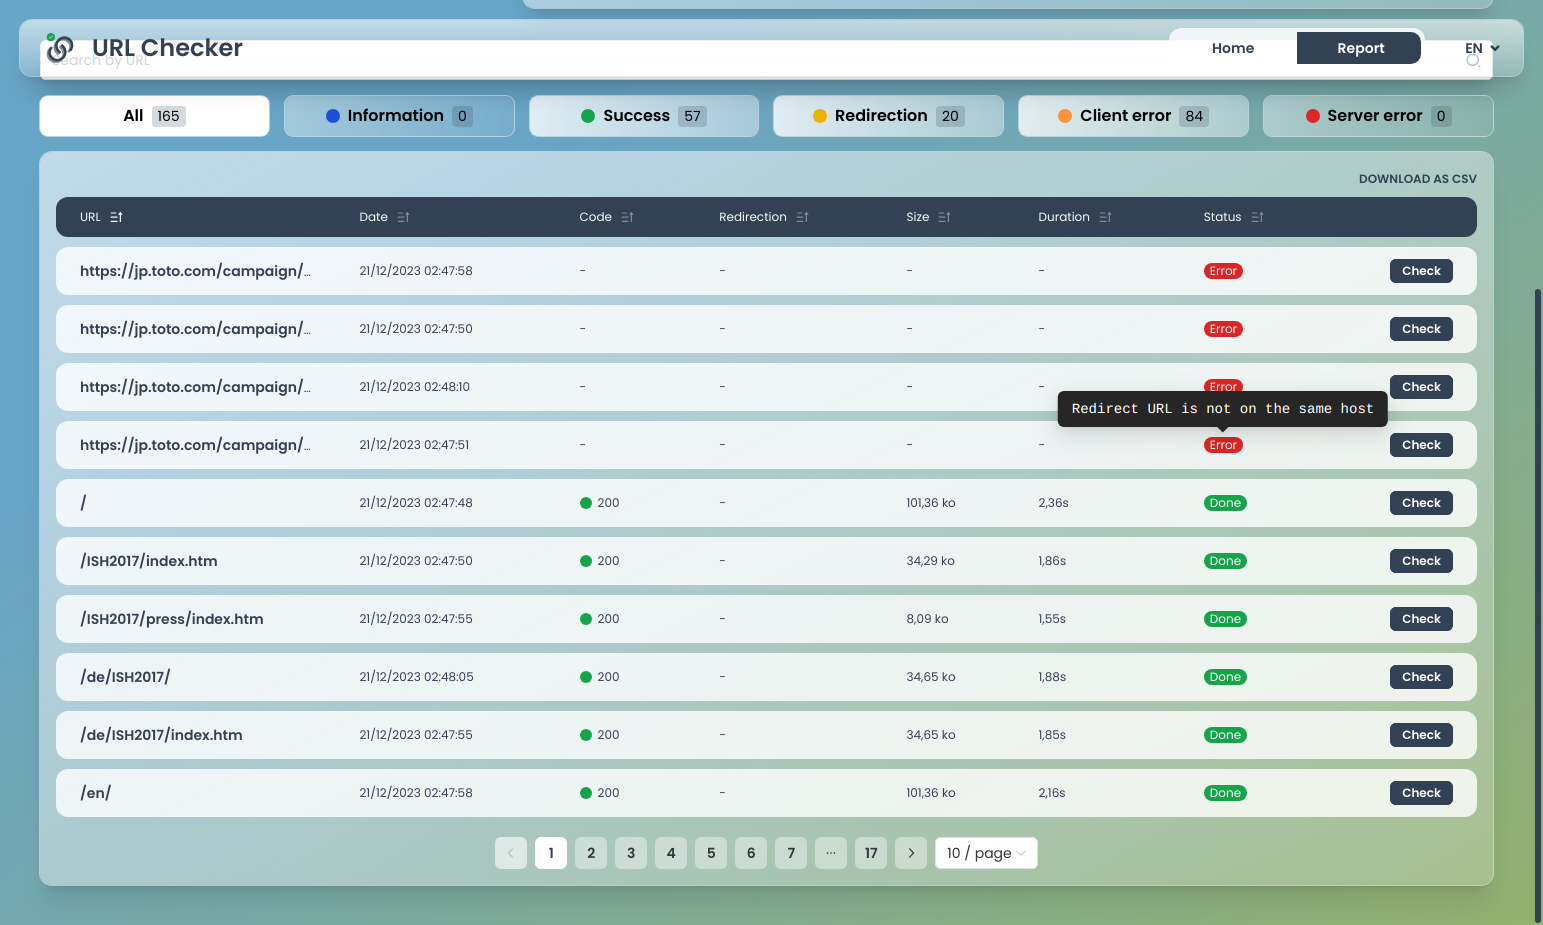 URL Checker
Home
Report
EN
Search by URL
All 165
Information 0
Success 57
Redirection 20
Client error 84
Server error 0
DOWNLOAD AS CSV
URL Date Code Redirection Size Duration Status
https://jp.toto.com/campaign/... 21/12/2023 02:47:58 - - - - Error Check
https://jp.toto.com/campaign/... 21/12/2023 02:47:50 - - - - Error Check
https://jp.toto.com/campaign/... 21/12/2023 02:48:10 - - - - Error Check
Redirect URL is not on the same host
https://jp.toto.com/campaign/... 21/12/2023 02:47:51 - - - - Error Check
/ 21/12/2023 02:47:48 200 - 101,36 ko 2,36s Done Check
/ISH2017/index.htm 21/12/2023 02:47:50 200 - 34,29 ko 1,86s Done Check
/ISH2017/press/index.htm 21/12/2023 02:47:55 200 - 8,09 ko 1,55s Done Check
/de/ISH2017/ 21/12/2023 02:48:05 200 - 34,65 ko 1,88s Done Check
/de/ISH2017/index.htm 21/12/2023 02:47:55 200 - 34,65 ko 1,85s Done Check
/en/ 21/12/2023 02:47:58 200 - 101,36 ko 2,16s Done Check
1 2 3 4 5 6 7 ... 17 10 / page